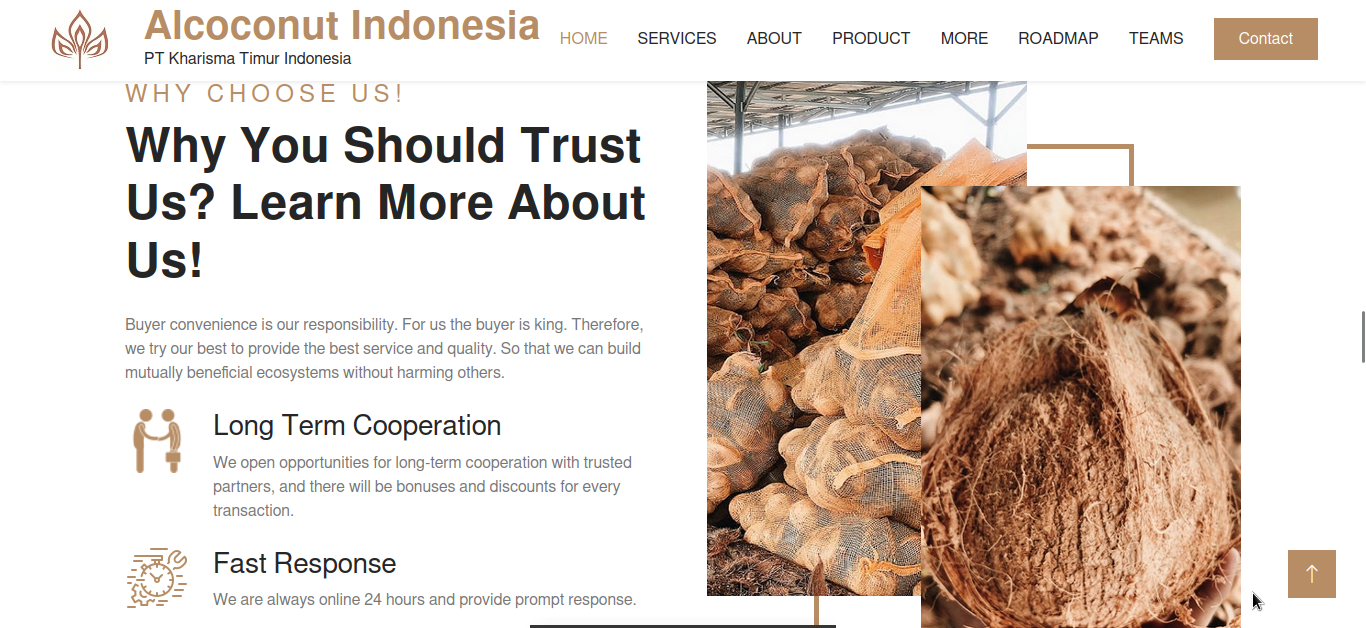 Alcoconut Indonesia
PT Kharisma Timur Indonesia
HOME SERVICES ABOUT PRODUCT MORE ROADMAP TEAMS Contact
WHY CHOOSE US!
Why You Should Trust
Us? Learn More About
Us!
Buyer convenience is our responsibility. For us the buyer is king. Therefore,
we try our best to provide the best service and quality. So that we can build
mutually beneficial ecosystems without harming others.
Long Term Cooperation
We open opportunities for long-term cooperation with trusted
partners, and there will be bonuses and discounts for every
transaction.
Fast Response
We are always online 24 hours and provide prompt response.